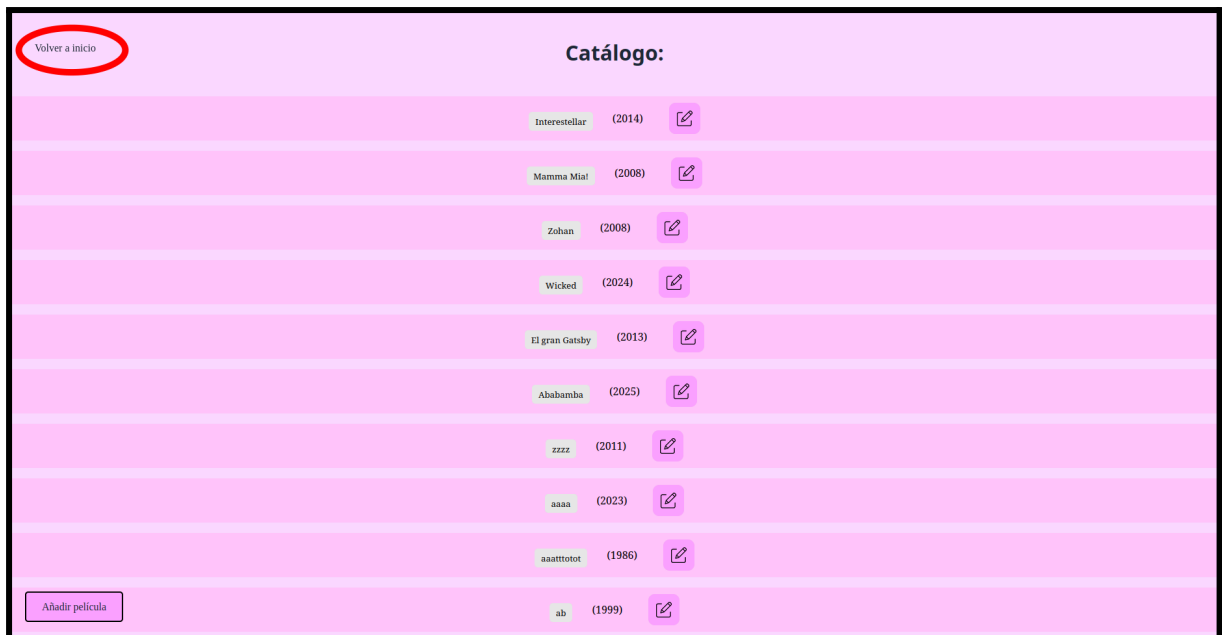 Volver a inicio
Catálogo:
Interestellar (2014)
Mamma Mia! (2008)
Zohan (2008)
Wicked (2024)
El gran Gatsby (2013)
Ababamba (2025)
zzzz (2011)
aaaa (2023)
aaatttotot (1986)
ab (1999)
Añadir película